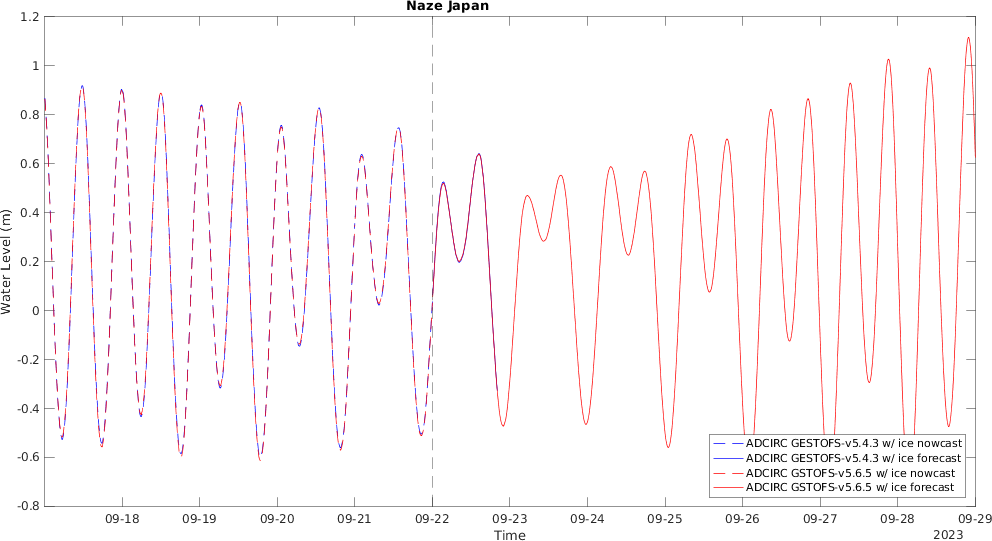 Naze Japan
1.2
1
0.8
0.6
0.4
0.2
0
-0.2
-0.4
-0.6
-0.8
Water Level (m)
ADCIRC GESTOFS-v5.4.3 w/ ice nowcast
ADCIRC GESTOFS-v5.4.3 w/ ice forecast
ADCIRC GSTOFS-v5.6.5 w/ ice nowcast
ADCIRC GSTOFS-v5.6.5 w/ ice forecast
09-18 09-19 09-20 09-21 09-22 09-23 09-24 09-25 09-26 09-27 09-28 09-29
Time
2023